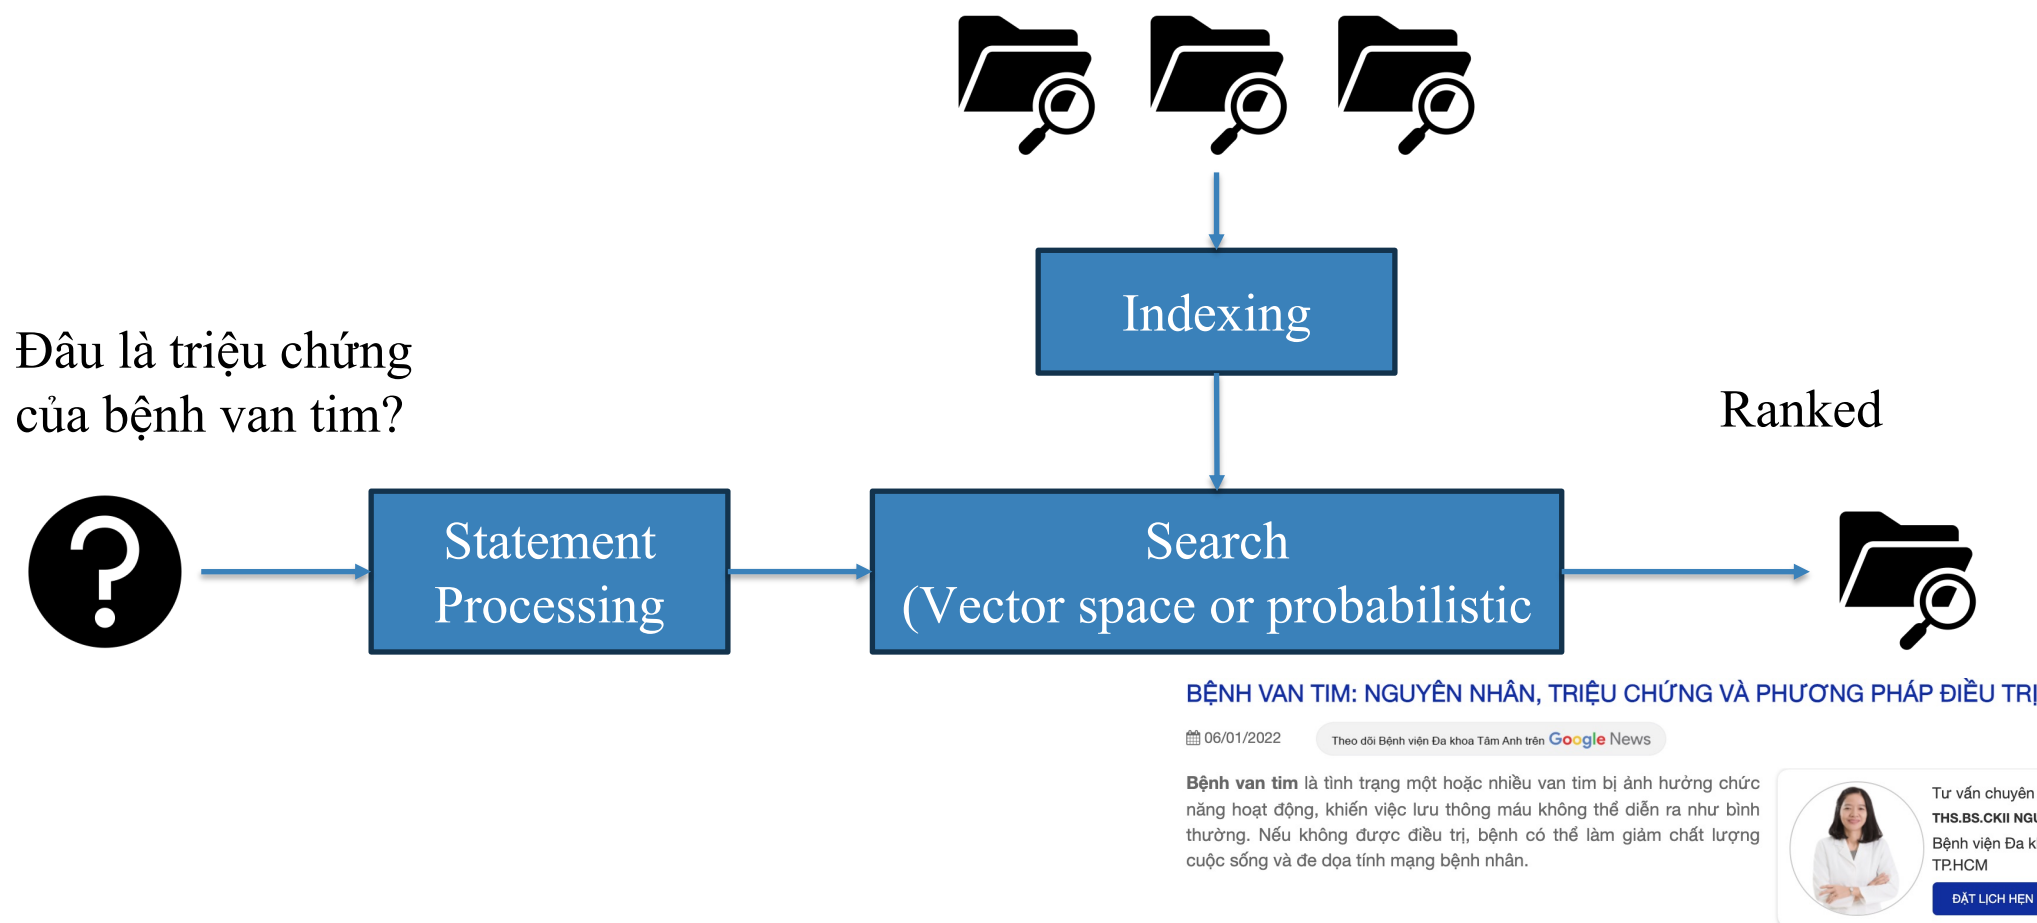 Indexing
Đâu là triệu chứng
của bệnh van tim?
Ranked
Statement
Processing
Search
(Vector space or probabilistic
BỆNH VAN TIM: NGUYÊN NHÂN, TRIỆU CHỨNG VÀ PHƯƠNG PHÁP ĐIỀU TRỊ
06/01/2022
Theo dõi Bệnh viện Đa khoa Tâm Anh trên Google News
Bệnh van tim là tình trạng một hoặc nhiều van tim bị ảnh hưởng chức
năng hoạt động, khiến việc lưu thông máu không thể diễn ra như bình
thường. Nếu không được điều trị, bệnh có thể làm giảm chất lượng
cuộc sống và đe dọa tính mạng bệnh nhân.
Tư vấn chuyên
THS.BS.CKII
Bệnh viện Đa
TP.HCM
ĐẶT LỊCH HẸN